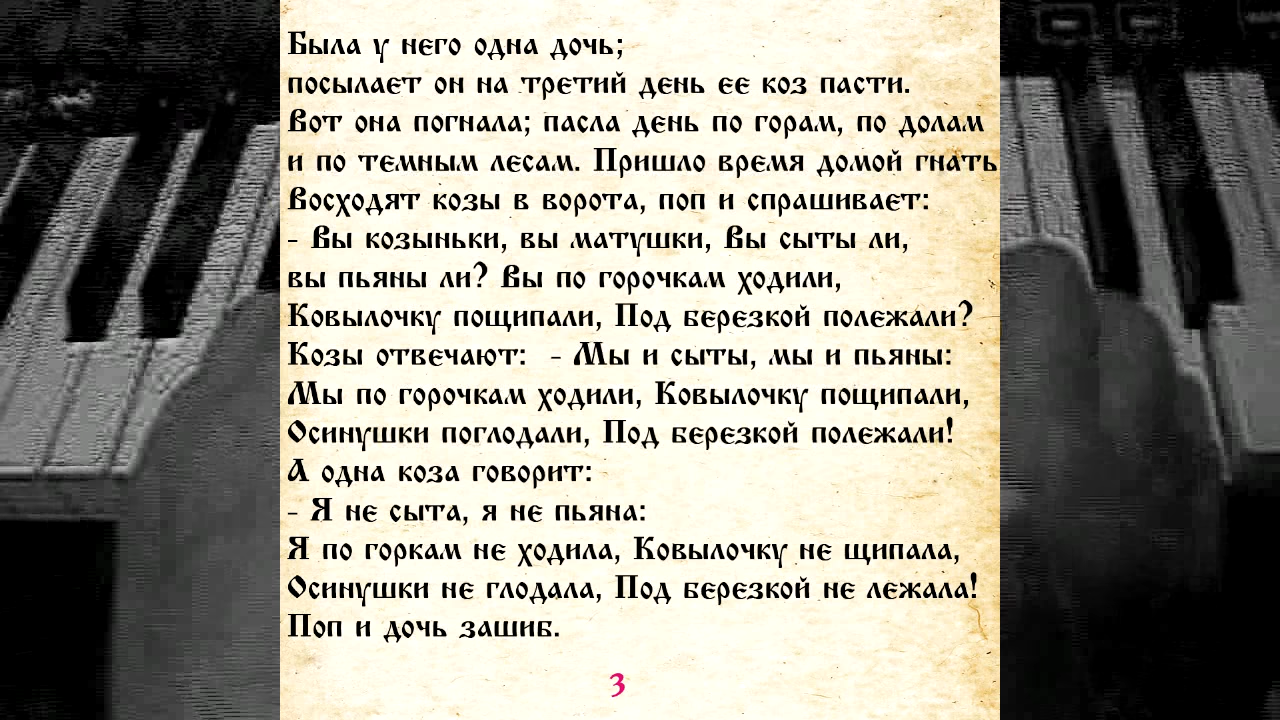 Была у него одна дочь;
посылает он на третий день ее коз пасти.
Вот она погнала; пасла день по горам, по долам
и по темным лесам. Пришло время домой гнать
Восходят козы в ворота, поп и спрашивает:
- Вы козыньки, вы матушки, Вы сыты ли,
вы пьяны ли? Вы по горочкам ходили,
Ковылочку пощипали, Под березкой полежали?
Козы отвечают:  - Мы и сыты, мы и пьяны:
Мы по горочкам ходили, Ковылочку пощипали,
Осинушки поглодали, Под березкой полежали!
А одна коза говорит:
- Я не сыта, я не пьяна:
Я по горкам не ходила, Ковылочку не щипала,
Осинушки не глодала, Под березкой не лежала!
Поп и дочь зашиб.
3